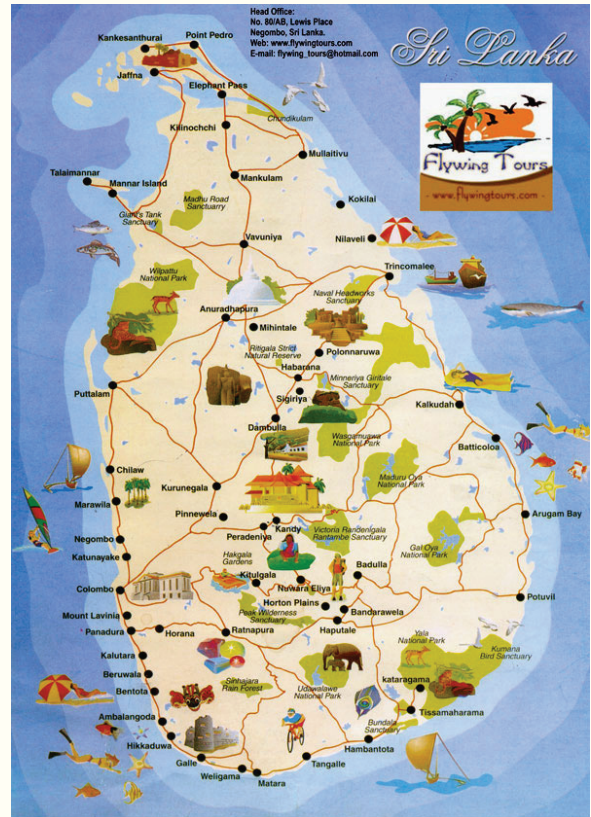 Head Office:
No. 80/AB, Lewis Place
Negombo, Sri Lanka.
Web: www.flywingtours.com
E-mail: flywing_tours@hotmail.com
Sri Lanka
Flywing Tours
- www.flywingtours.com -
Kankesanthurai
Point Pedro
Jaffna
Elephant Pass
Chundikulam
Kilinochchi
Mullaitivu
Talaimannar
Mannar Island
Mankulam
Madhu Road
Sanctuarry
Kokilai
Giant's Tank
Sanctuary
Vavuniya
Nilaveli
Trincomalee
Wilpattu
National Park
Naval Headworks
Sanctuary
Anuradhapura
Mihintale
Ritigala Strict
Natural Reserve
Polonnaruwa
Habarana
Minneriya Giritale
Sanctuary
Puttalam
Sigiriya
Kalkudah
Dambulla
Wasgamuawa
National Park
Batticoloa
Chilaw
Maduru Oya
National Park
Kurunegala
Marawila
Pinnewela
Arugam Bay
Kandy
Peradeniya
Victoria Randenigala
Rantambe Sanctuary
Negombo
Gal Oya
National Park
Katunayake
Hakgala
Gardens
Badulla
Kitulgala
Nuwara Eliya
Colombo
Potuvil
Horton Plains
Bandarawela
Mount Lavinia
Peak Wilderness
Sanctuary
Haputale
Panadura
Horana
Ratnapura
Yala
National Park
Kumana
Bird Sanctuary
Kalutara
Beruwala
Sinharaja
Rain Forest
kataragama
Bentota
Udawalawe
National Park
Tissamaharama
Ambalangoda
Bundala
Sanctuary
Hikkaduwa
Hambantota
Galle
Tangalle
Weligama
Matara